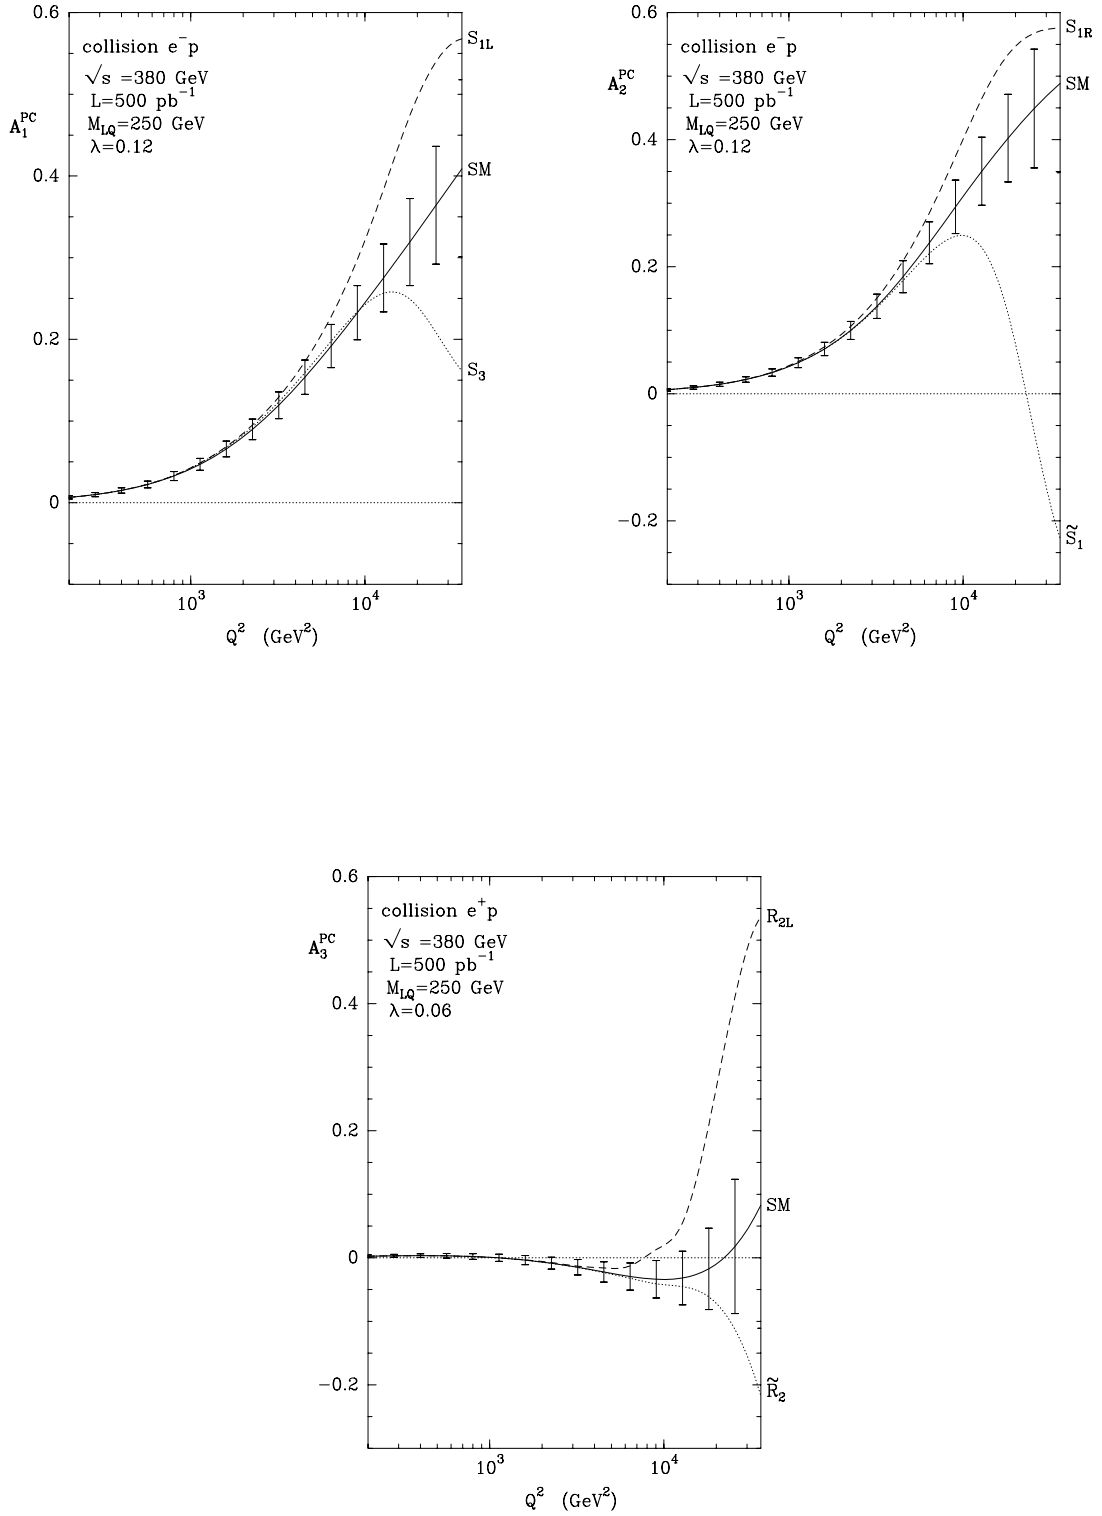 0.6
collision e⁻p
√s =380 GeV
L=500 pb⁻¹
M_LQ=250 GeV
λ=0.12
A₁^PC
0.4
0.2
0
S₁L
SM
S₃
10³ 10⁴
Q² (GeV²)
0.6
collision e⁻p
√s =380 GeV
L=500 pb⁻¹
M_LQ=250 GeV
λ=0.12
A₂^PC
0.4
0.2
0
−0.2
S₁R
SM
S̃₁
10³ 10⁴
Q² (GeV²)
0.6
collision e⁺p
√s =380 GeV
L=500 pb⁻¹
M_LQ=250 GeV
λ=0.06
A₃^PC
0.4
0.2
0
−0.2
R₂L
SM
R̃₂
10³ 10⁴
Q² (GeV²)